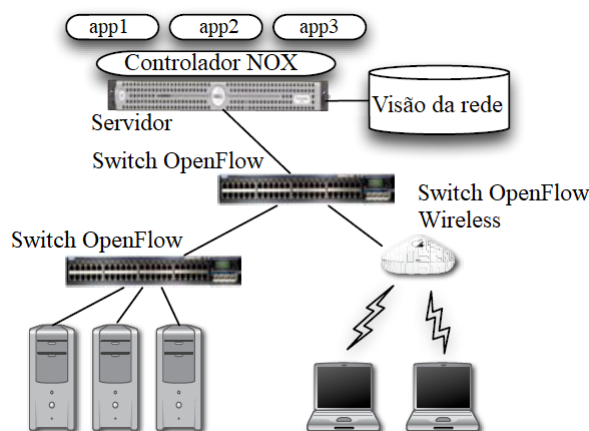 app1
app2
app3
Controlador NOX
Servidor
Visão da rede
Switch OpenFlow
Switch OpenFlow
Wireless
Switch OpenFlow